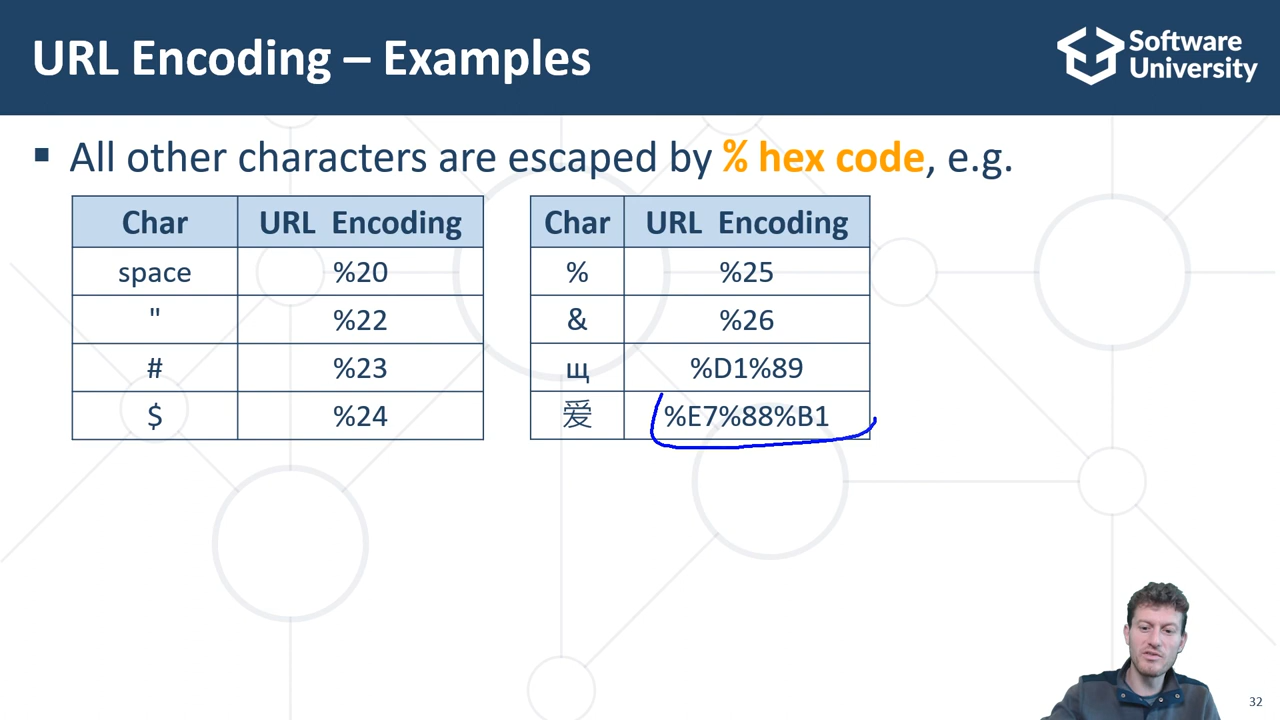 URL Encoding – Examples
Software
University
▪ All other characters are escaped by % hex code, e.g.
Char URL Encoding
space %20
" %22
# %23
$ %24
Char URL Encoding
% %25
& %26
щ %D1%89
爱 %E7%88%B1
32